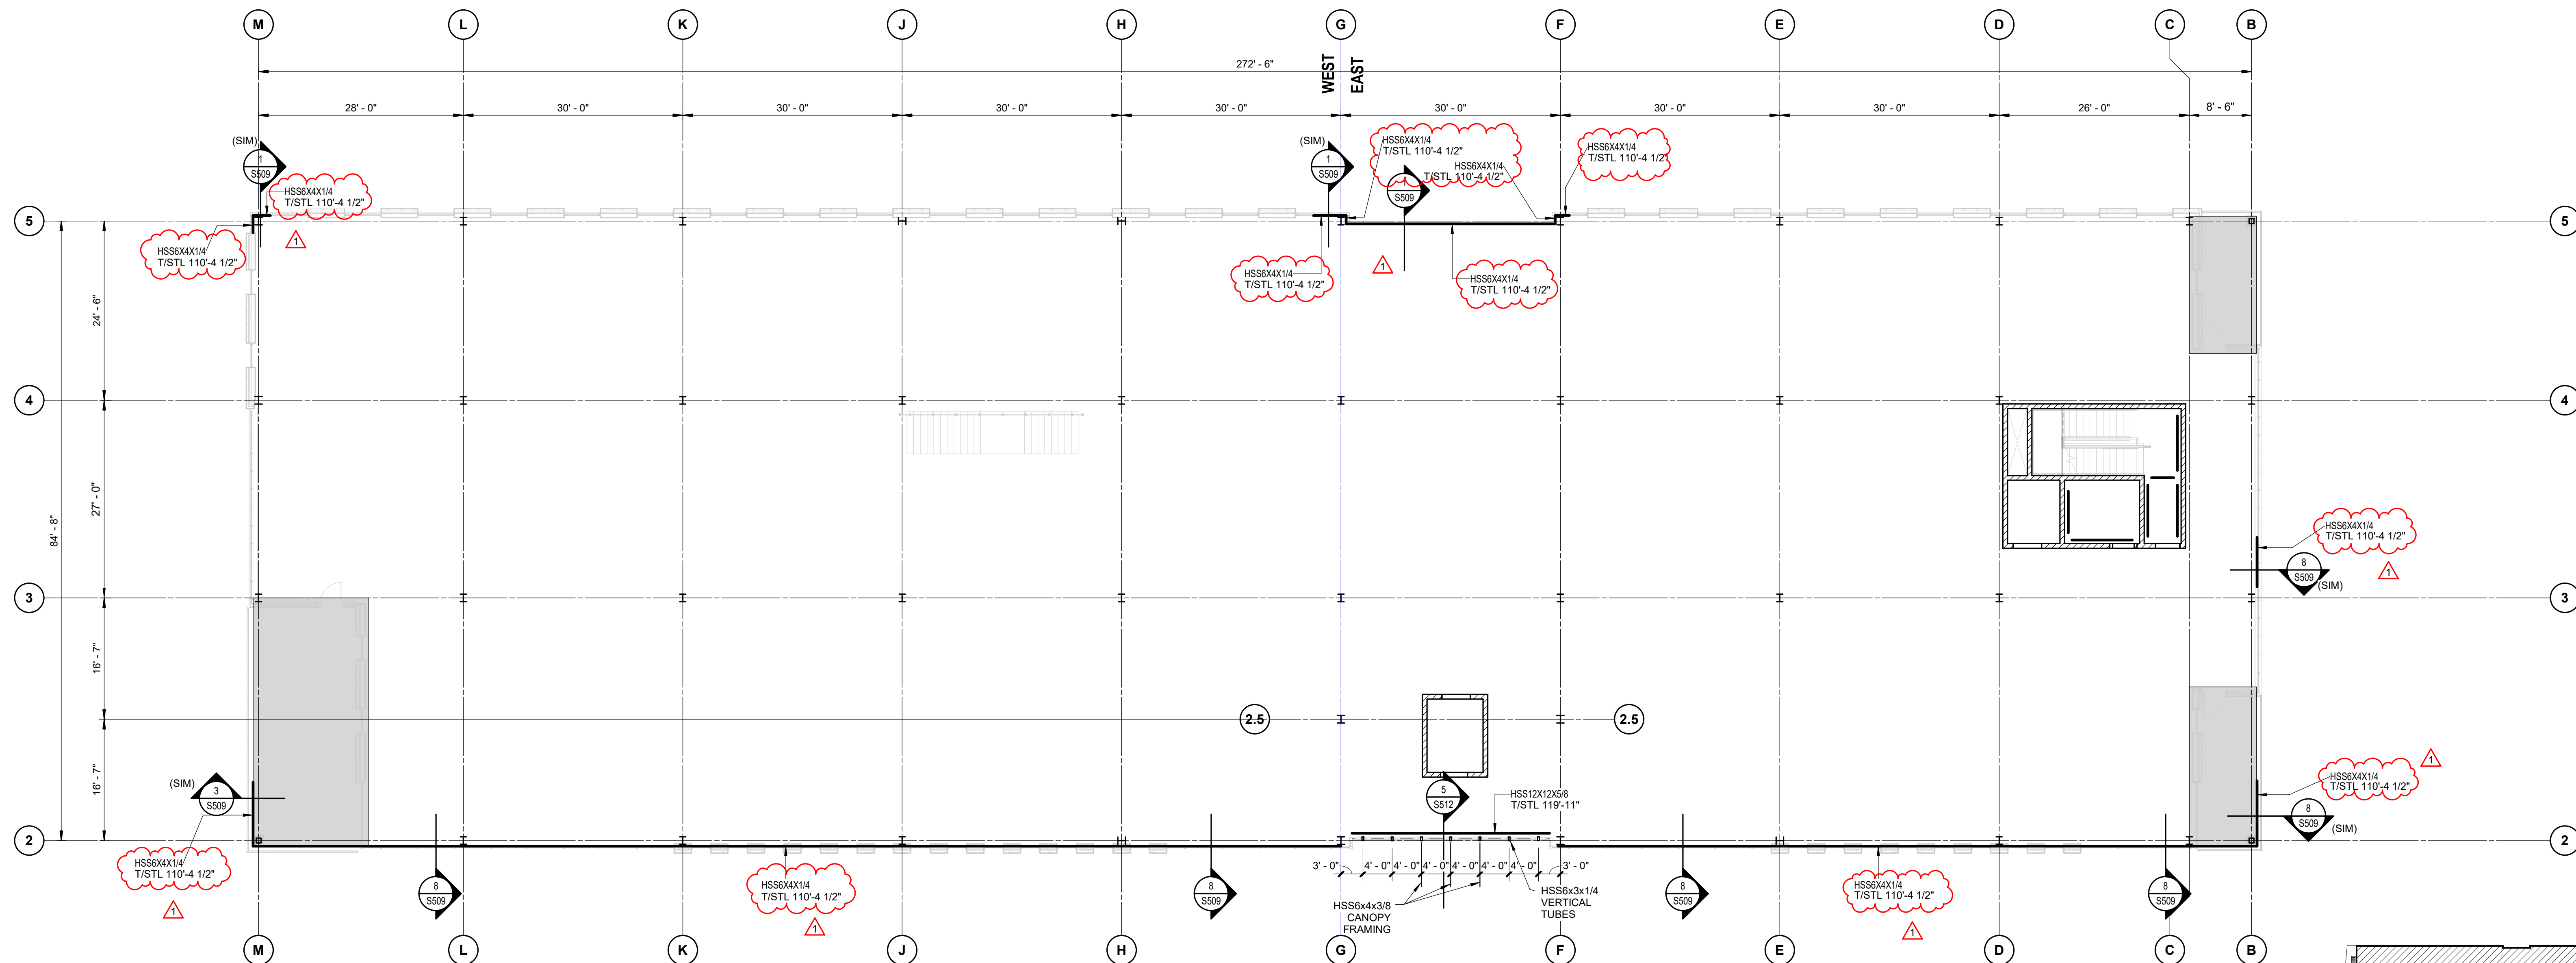 M
L
K
J
H
G
F
E
D
C
B
WEST
EAST
272' - 6"
28' - 0"
30' - 0"
30' - 0"
30' - 0"
30' - 0"
30' - 0"
30' - 0"
30' - 0"
26' - 0"
8' - 6"
(SIM)
1
S509
HSS6X4X1/4
T/STL 110'-4 1/2"
(SIM)
1
S509
HSS6X4X1/4
T/STL 110'-4 1/2"
HSS6X4X1/4
T/STL 110'-4 1/2"
1
S509
HSS6X4X1/4
T/STL 110'-4 1/2"
5
5
HSS6X4X1/4
T/STL 110'-4 1/2"
1
HSS6X4X1/4
T/STL 110'-4 1/2"
1
HSS6X4X1/4
T/STL 110'-4 1/2"
24' - 6"
4
4
27' - 0"
84' - 8"
HSS6X4X1/4
T/STL 110'-4 1/2"
8
S509
(SIM)
1
3
3
16' - 7"
2.5
2.5
16' - 7"
(SIM)
3
S509
5
S512
HSS12X12X5/8
T/STL 119'-11"
1
HSS6X4X1/4
T/STL 110'-4 1/2"
8
S509
(SIM)
2
2
HSS6X4X1/4
T/STL 110'-4 1/2"
1
8
S509
HSS6X4X1/4
T/STL 110'-4 1/2"
1
8
S509
3' - 0"
4' - 0"
4' - 0"
4' - 0"
4' - 0"
4' - 0"
4' - 0"
3' - 0"
HSS6x4x3/8
CANOPY
FRAMING
HSS6x3x1/4
VERTICAL
TUBES
8
S509
HSS6X4X1/4
T/STL 110'-4 1/2"
1
8
S509
M
L
K
J
H
G
F
E
D
C
B